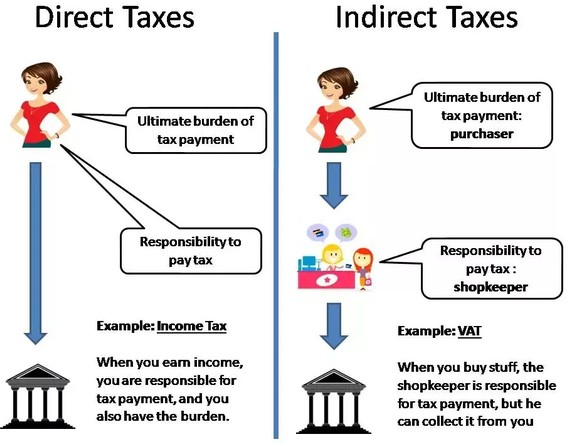 Direct Taxes
Ultimate burden of
tax payment
Responsibility to
pay tax
Example: Income Tax
When you earn income,
you are responsible for
tax payment, and you
also have the burden.
Indirect Taxes
Ultimate burden of
tax payment:
purchaser
Responsibility to
pay tax :
shopkeeper
Example: VAT
When you buy stuff, the
shopkeeper is responsible
for tax payment, but he
can collect it from you